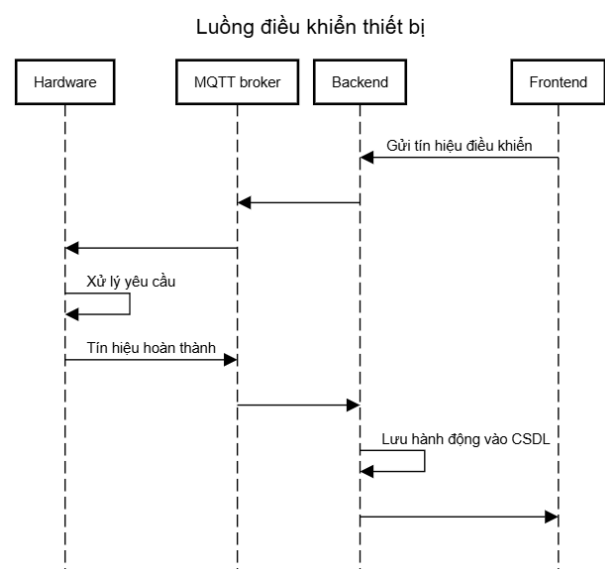 Luồng điều khiển thiết bị
Hardware
MQTT broker
Backend
Frontend
Gửi tín hiệu điều khiển
Xử lý yêu cầu
Tín hiệu hoàn thành
Lưu hành động vào CSDL